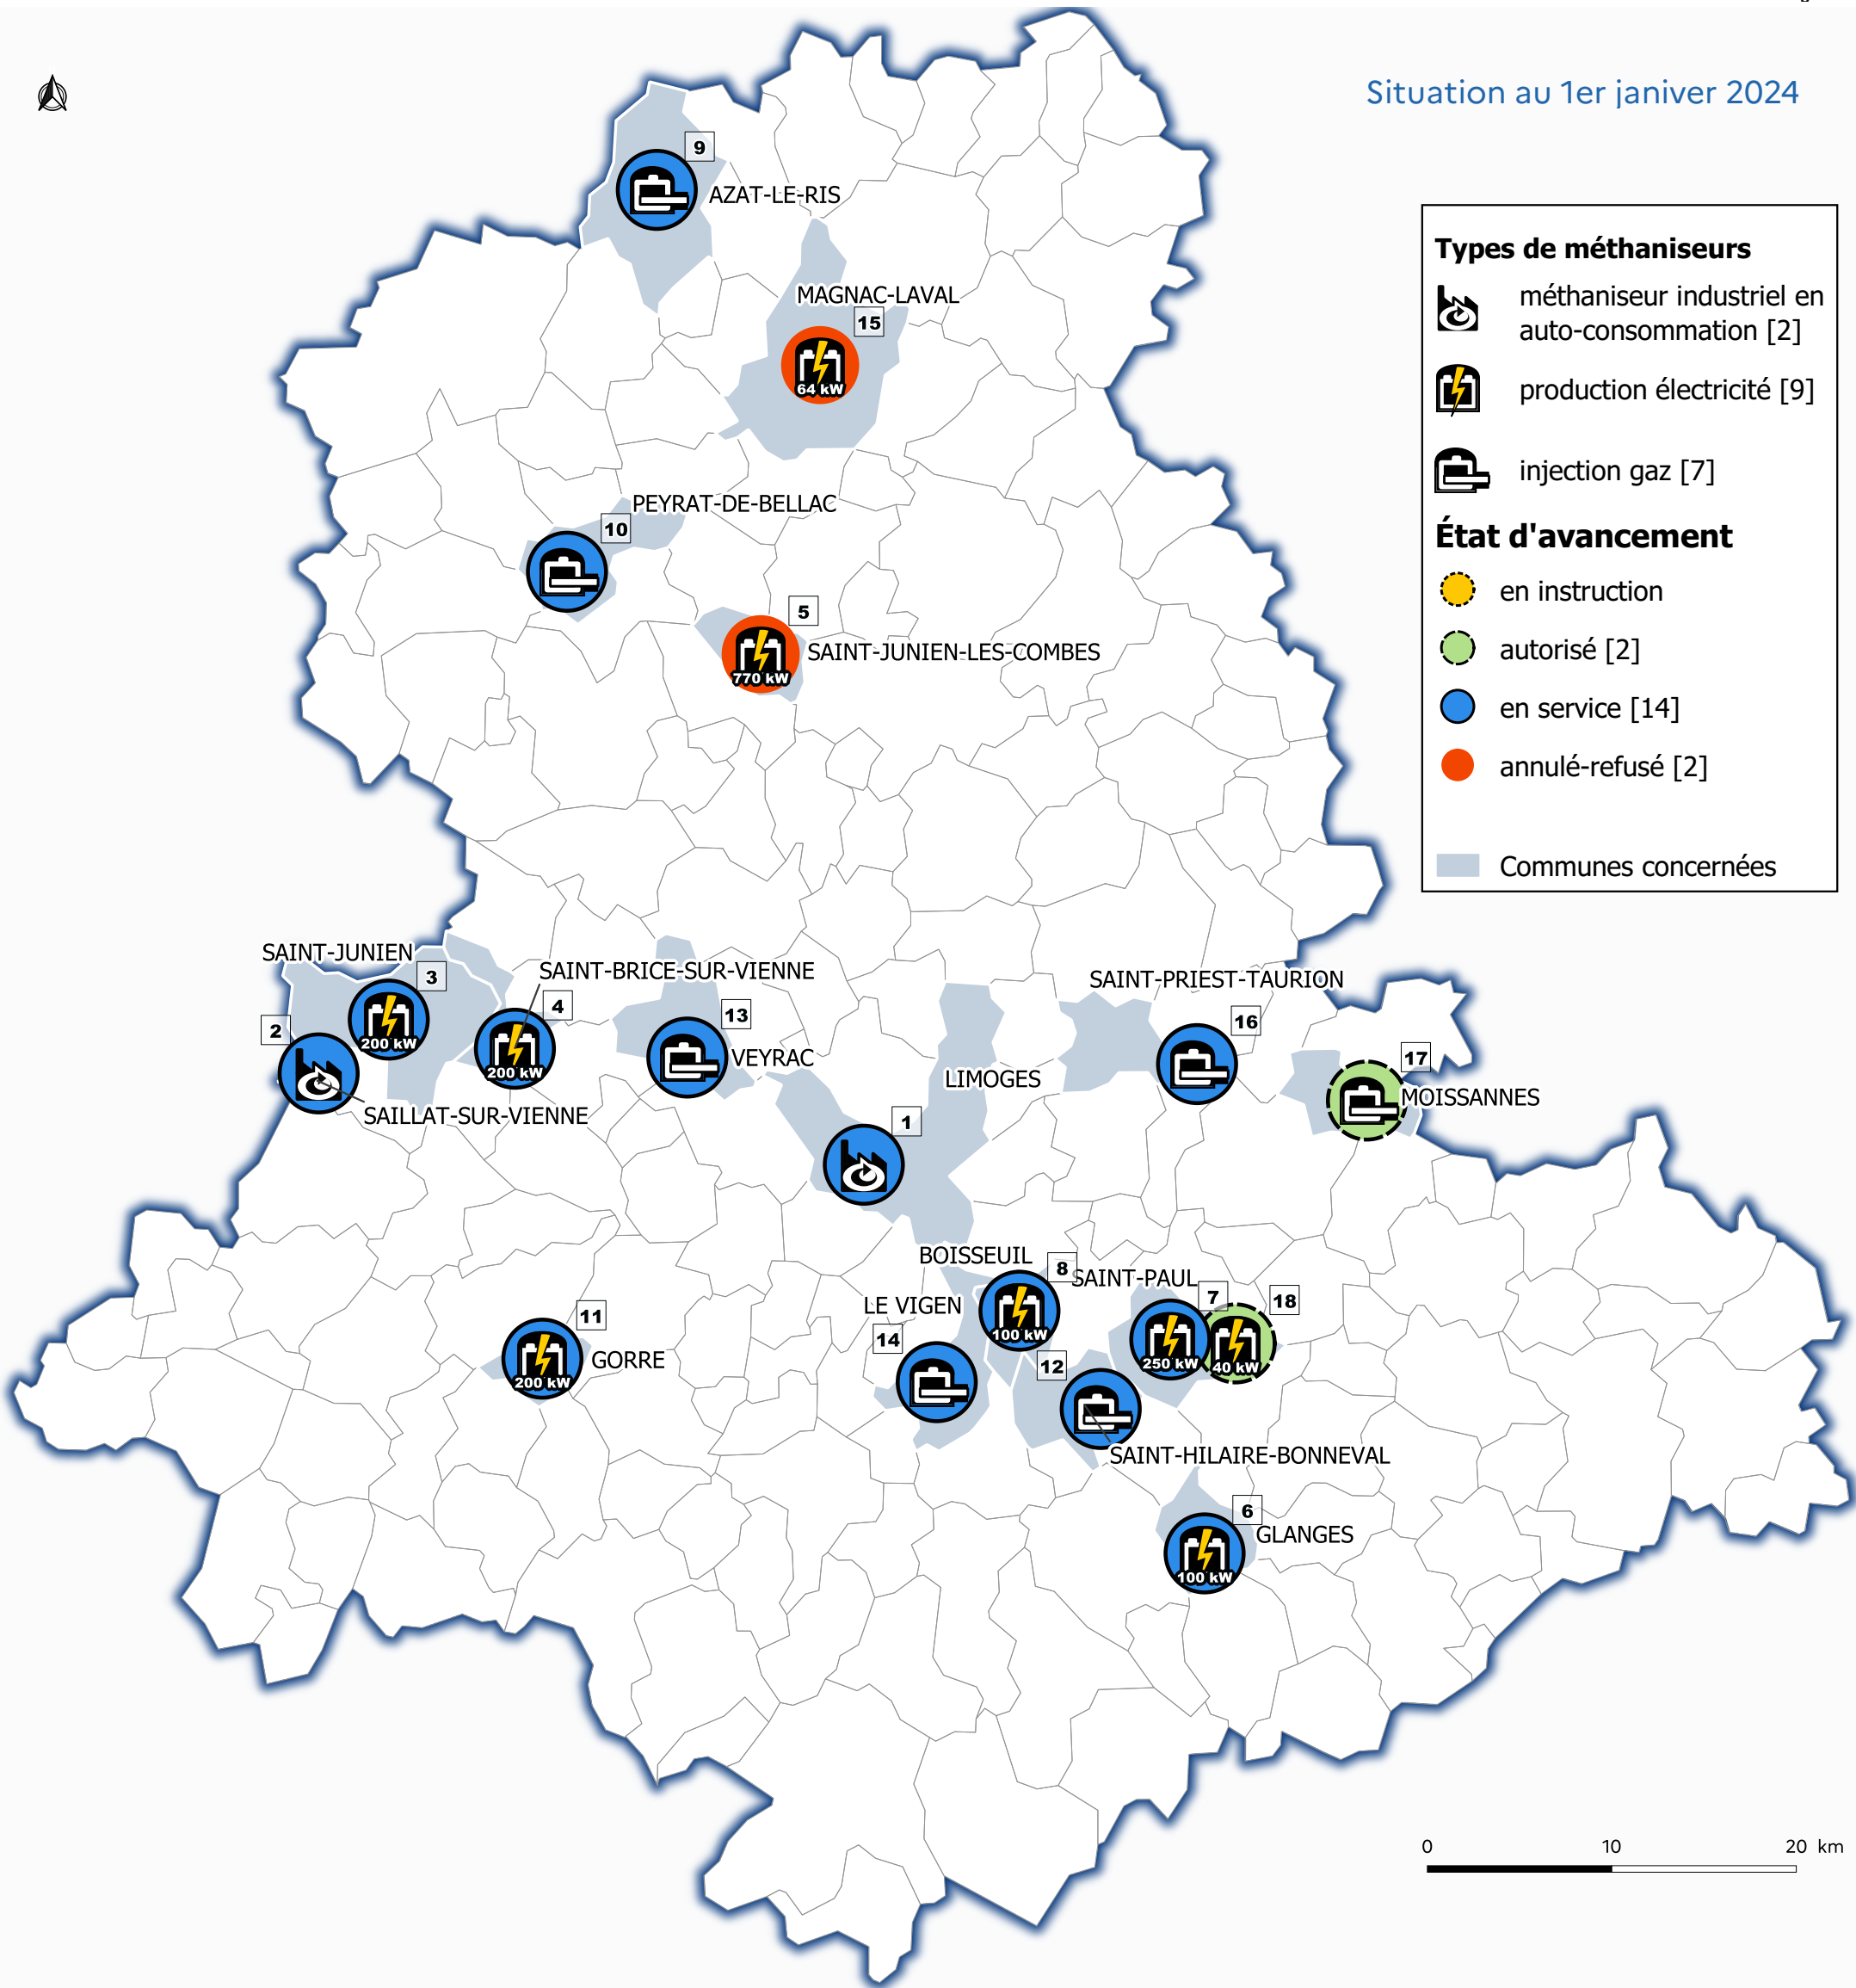 Situation au 1er janiver 2024
9
AZAT-LE-RIS
MAGNAC-LAVAL
15
64 kW
PEYRAT-DE-BELLAC
10
5
SAINT-JUNIEN-LES-COMBES
770 kW
Types de méthaniseurs
méthaniseur industriel en
auto-consommation [2]
production électricité [9]
injection gaz [7]
État d'avancement
en instruction
autorisé [2]
en service [14]
annulé-refusé [2]
Communes concernées
SAINT-JUNIEN
3
200 kW
2
SAILLAT-SUR-VIENNE
SAINT-BRICE-SUR-VIENNE
4
200 kW
13
VEYRAC
LIMOGES
1
SAINT-PRIEST-TAURION
16
17
MOISSANNES
BOISSEUIL
8
100 kW
SAINT-PAUL
7
250 kW
18
40 kW
LE VIGEN
14
12
SAINT-HILAIRE-BONNEVAL
11
GORRE
200 kW
6
GLANGES
100 kW
0 10 20 km